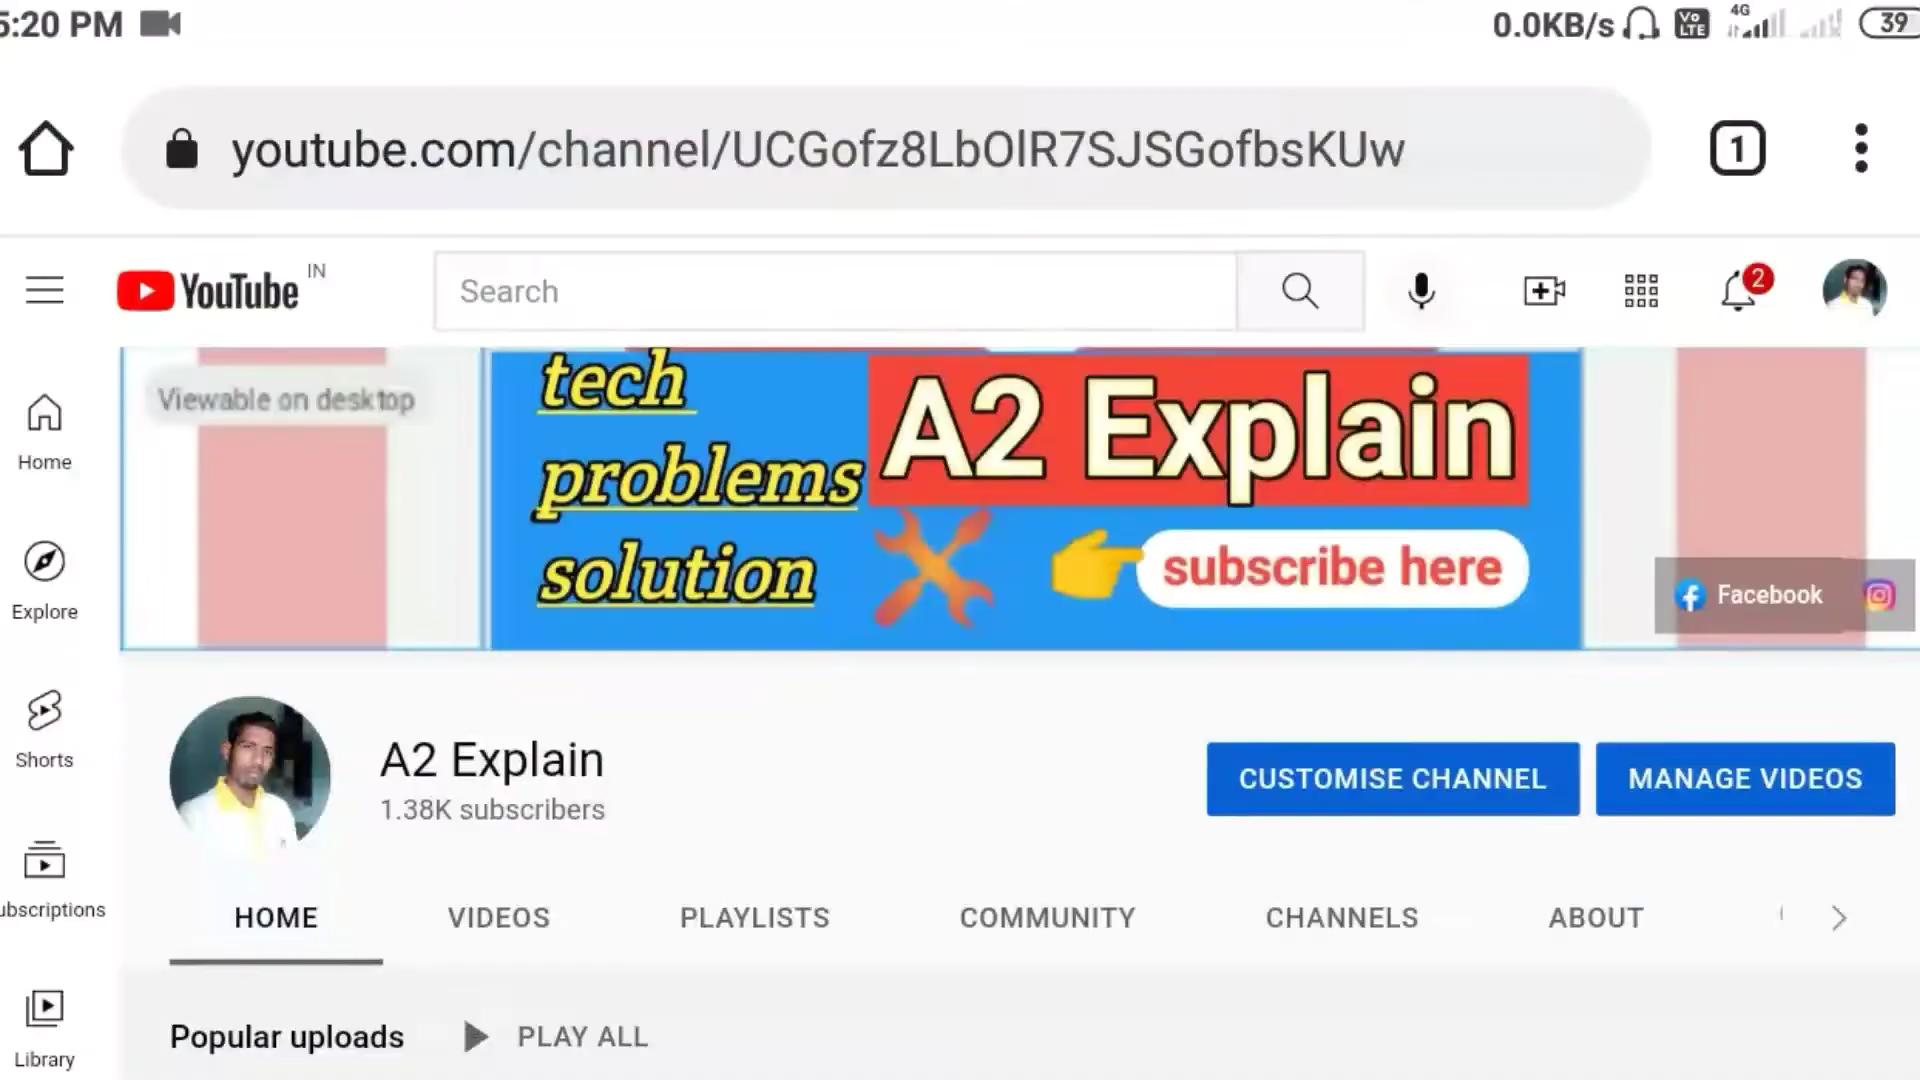 5:20 PM
0.0KB/s Vo LTE 4G 39
youtube.com/channel/UCGofz8LbOlR7SJSGofbsKUw
1
YouTube IN
Search
2
Viewable on desktop
tech
problems
solution
A2 Explain
subscribe here
Facebook
Home
Explore
Shorts
ubscriptions
Library
A2 Explain
1.38K subscribers
CUSTOMISE CHANNEL
MANAGE VIDEOS
HOME
VIDEOS
PLAYLISTS
COMMUNITY
CHANNELS
ABOUT
Popular uploads
PLAY ALL